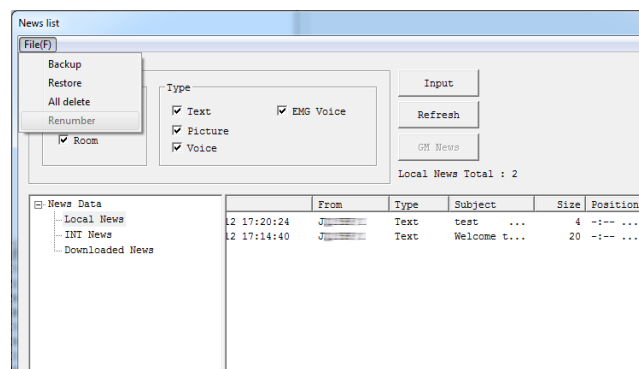 News list
File(F)
Backup
Restore
All delete
Renumber
Room
Type
Text
EMG Voice
Picture
Voice
Input
Refresh
GM News
Local News Total : 2
News Data
Local News
INT News
Downloaded News
From Type Subject Size Position
12 17:20:24 J Text test ... 4 -:-- ...
12 17:14:40 J Text Welcome t... 20 -:-- ...